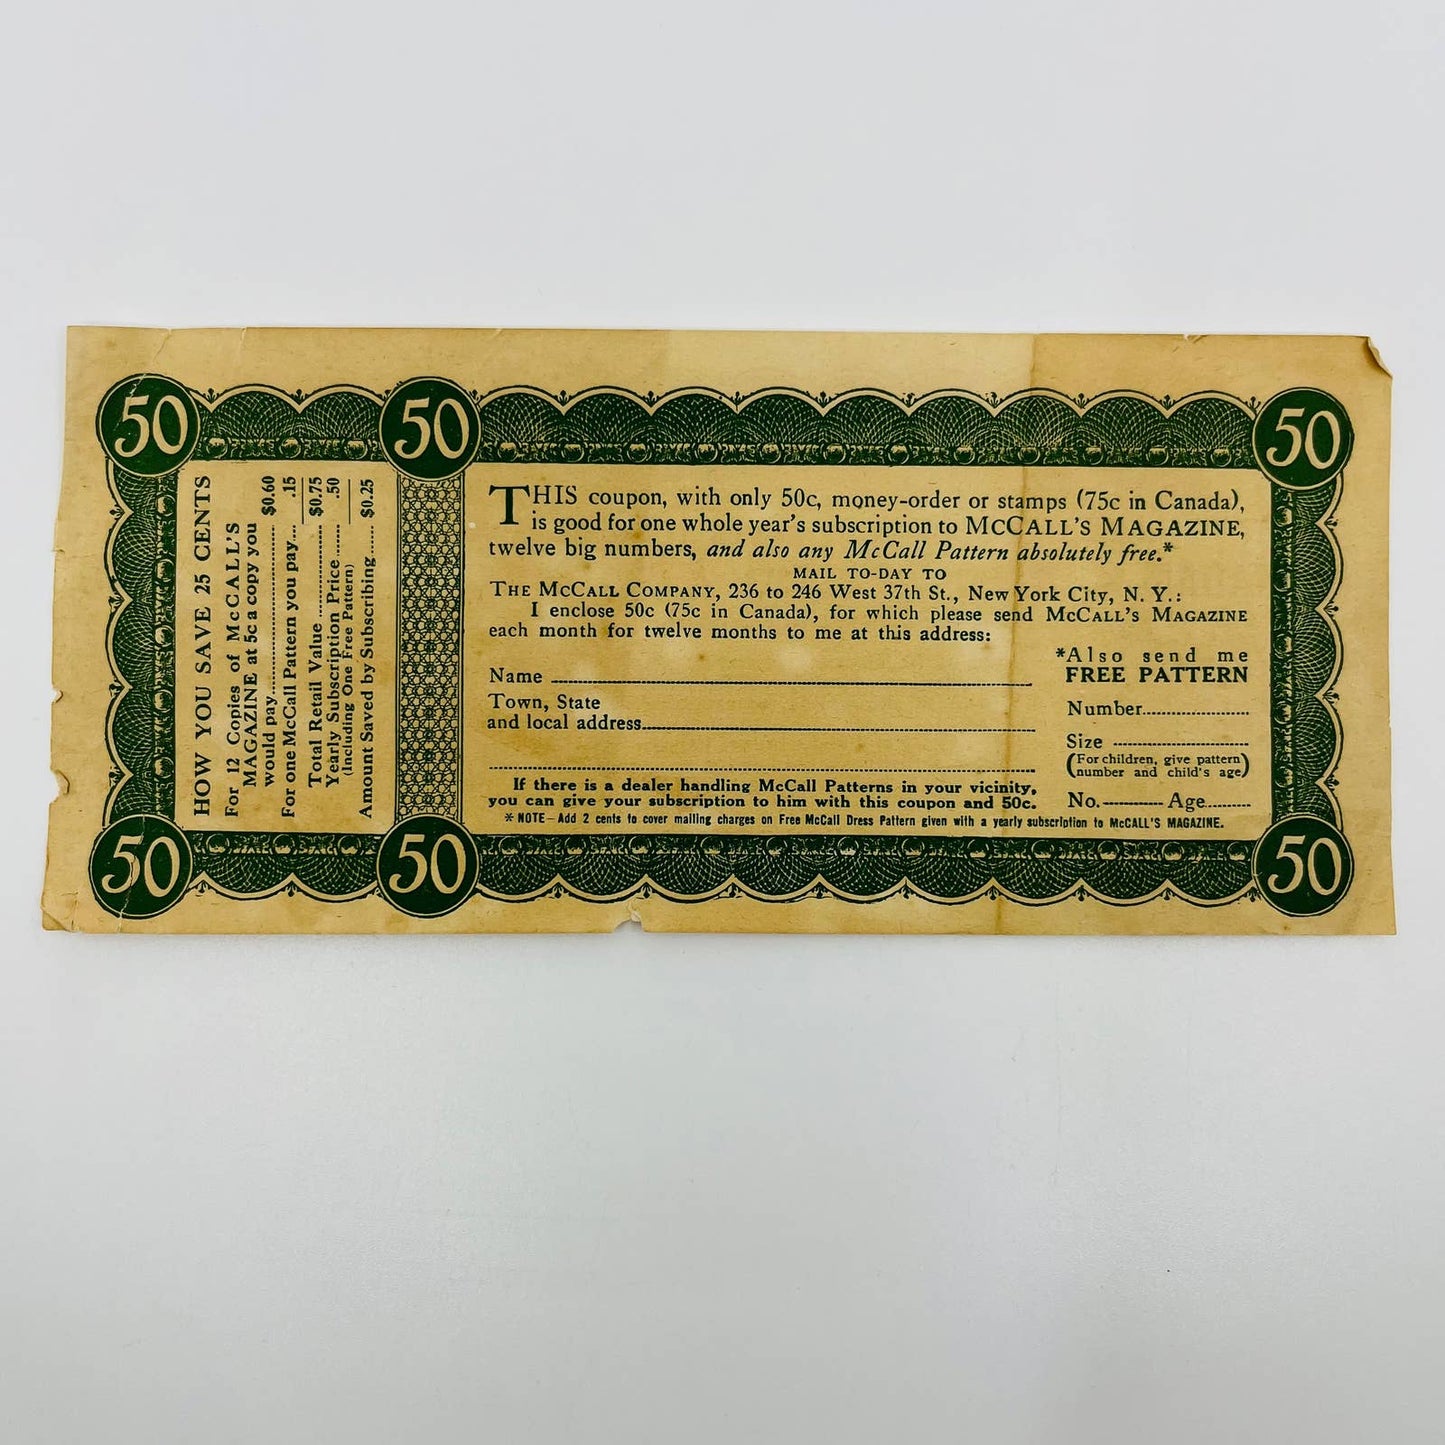 50 50 50
HOW YOU SAVE 25 CENTS
For 12 Copies of McCALL'S
MAGAZINE at 5c a copy you
would pay........................ $0.60
For one McCall Pattern you pay... .15
Total Retail Value ................ $0.75
Yearly Subscription Price....... .50
(Including One Free Pattern)
Amount Saved by Subscribing ...... $0.25
THIS coupon, with only 50c, money-order or stamps (75c in Canada),
is good for one whole year's subscription to MCCALL'S MAGAZINE,
twelve big numbers, and also any McCall Pattern absolutely free.*
MAIL TO-DAY TO
THE MCCALL COMPANY, 236 to 246 West 37th St., New York City, N. Y.:
I enclose 50c (75c in Canada), for which please send MCCALL'S MAGAZINE
each month for twelve months to me at this address:
Name
Town, State
and local address
*Also send me
FREE PATTERN
Number
Size
(For children, give pattern
number and child's age)
No. Age
If there is a dealer handling McCall Patterns in your vicinity,
you can give your subscription to him with this coupon and 50c.
* NOTE—Add 2 cents to cover mailing charges on Free McCall Dress Pattern given with a yearly subscription to McCALL'S MAGAZINE.
50 50 50